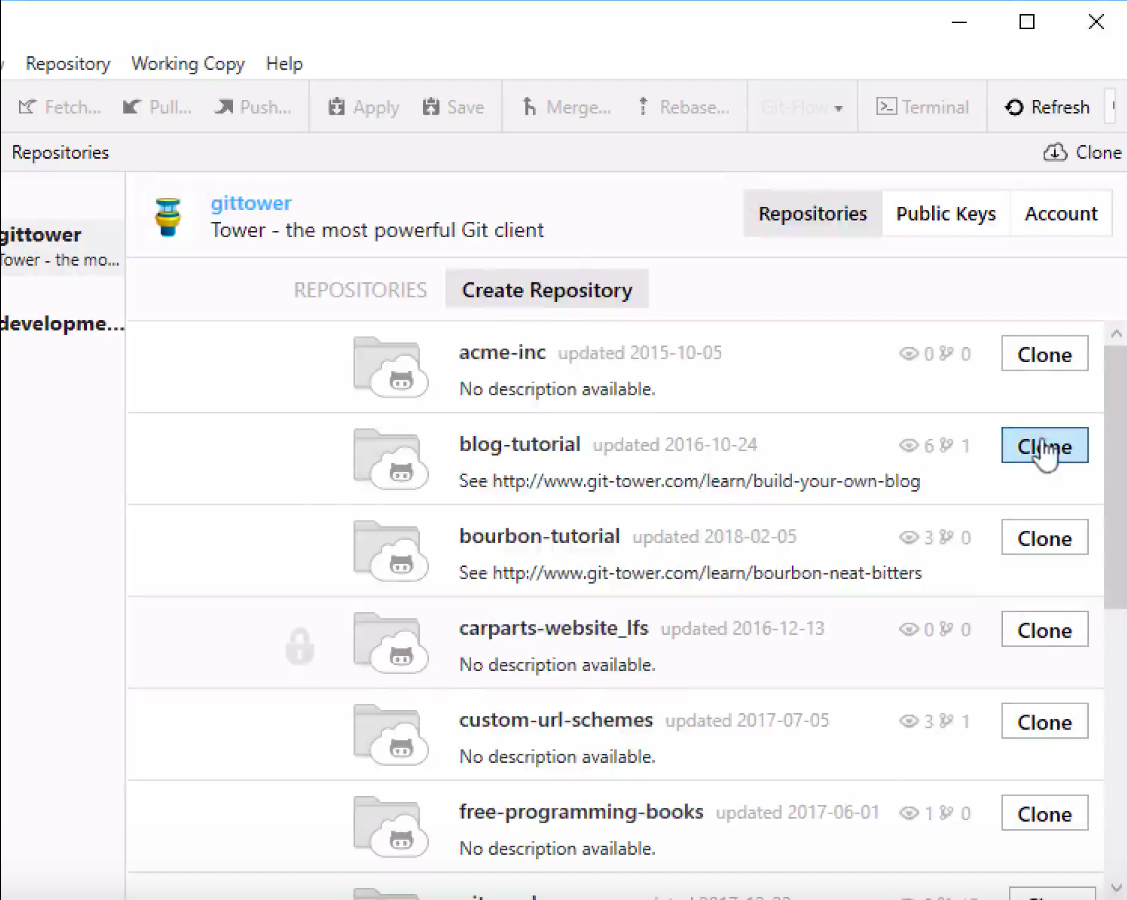 Repository Working Copy Help
Fetch... Pull... Push... Apply Save Merge... Rebase... Git-Flow Terminal Refresh
Repositories Clone
gittower
Tower - the mo...
developme...
gittower
Tower - the most powerful Git client
Repositories Public Keys Account
REPOSITORIES Create Repository
acme-inc updated 2015-10-05 0 0 Clone
No description available.
blog-tutorial updated 2016-10-24 6 1 Clone
See http://www.git-tower.com/learn/build-your-own-blog
bourbon-tutorial updated 2018-02-05 3 0 Clone
See http://www.git-tower.com/learn/bourbon-neat-bitters
carparts-website_lfs updated 2016-12-13 0 0 Clone
No description available.
custom-url-schemes updated 2017-07-05 3 1 Clone
No description available.
free-programming-books updated 2017-06-01 1 0 Clone
No description available.